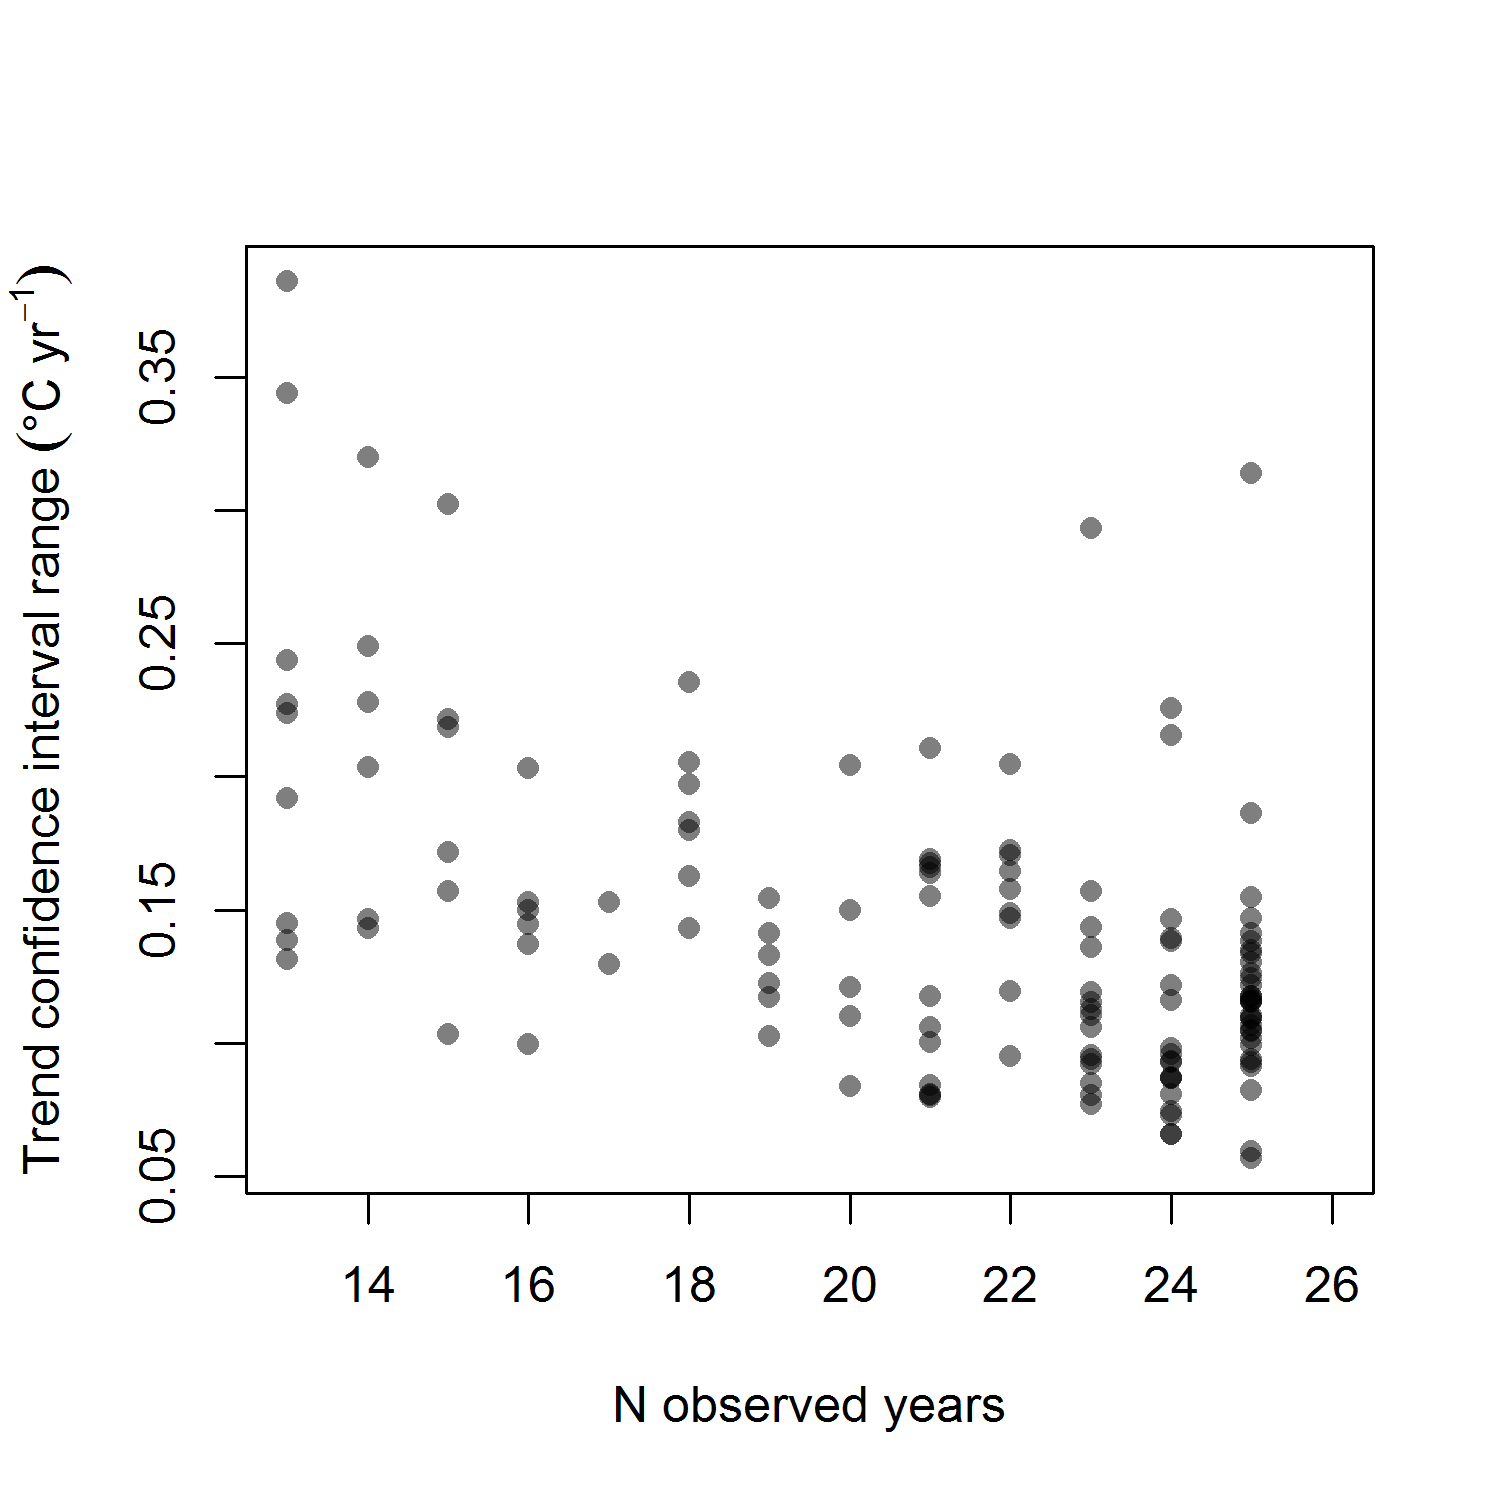 Trend confidence interval range (°C yr⁻¹)
0.35
0.25
0.15
0.05
14 16 18 20 22 24 26
N observed years